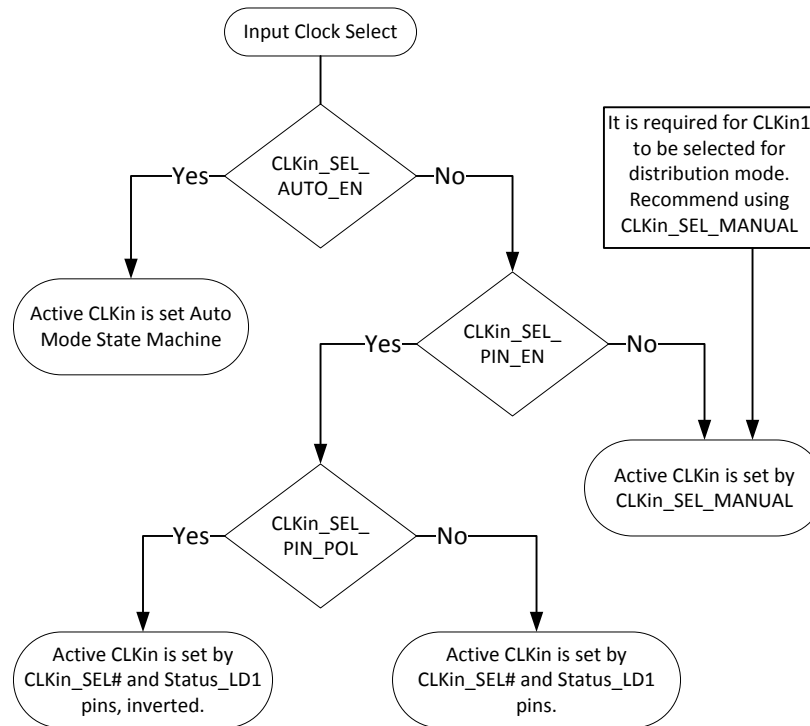 Input Clock Select
CLKin_SEL_
AUTO_EN
Yes
No
It is required for CLKin1
to be selected for
distribution mode.
Recommend using
CLKin_SEL_MANUAL
Active CLKin is set Auto
Mode State Machine
CLKin_SEL_
PIN_EN
Yes
No
Active CLKin is set by
CLKin_SEL_MANUAL
CLKin_SEL_
PIN_POL
Yes
No
Active CLKin is set by
CLKin_SEL# and Status_LD1
pins, inverted.
Active CLKin is set by
CLKin_SEL# and Status_LD1
pins.